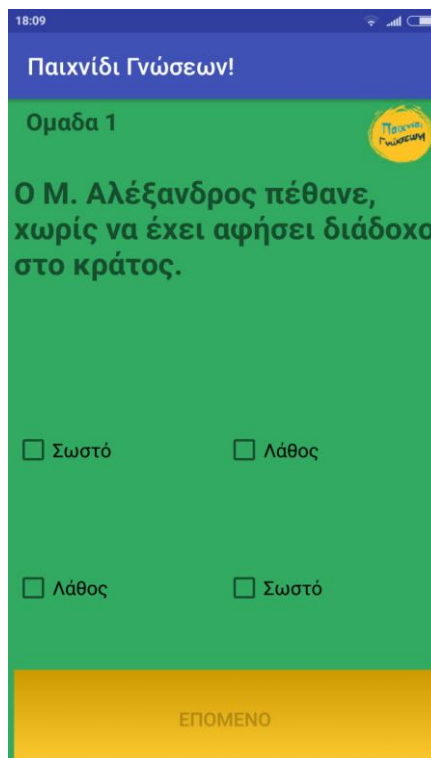 18:09
Παιχνίδι Γνώσεων!
Ομαδα 1
Παιχνίδι
Γνώσεων
Ο Μ. Αλέξανδρος πέθανε,
χωρίς να έχει αφήσει διάδοχο
στο κράτος.
Σωστό
Λάθος
Λάθος
Σωστό
ΕΠΟΜΕΝΟ